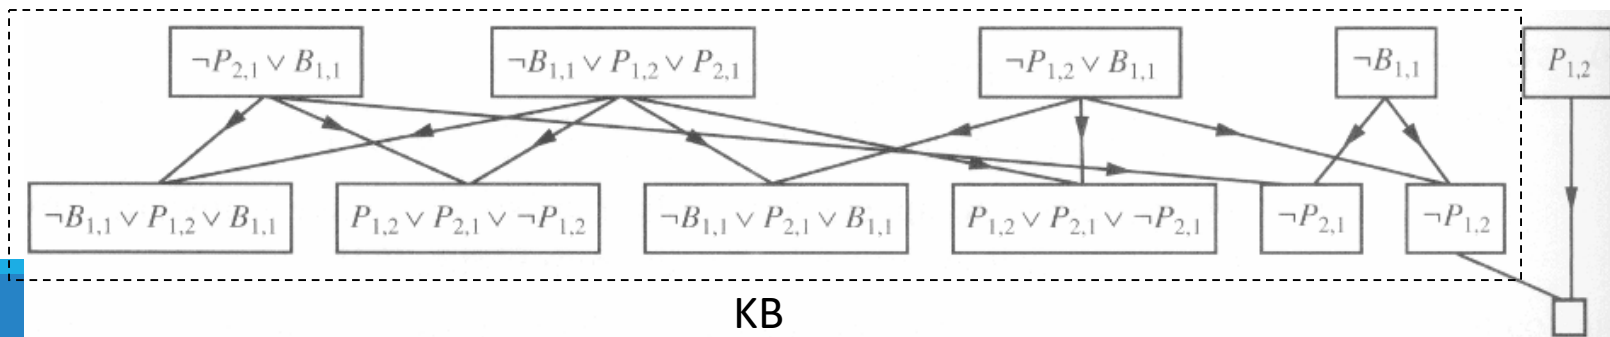 ¬P2,1 ∨ B1,1 ¬B1,1 ∨ P1,2 ∨ P2,1 ¬P1,2 ∨ B1,1 ¬B1,1 P1,2
¬B1,1 ∨ P1,2 ∨ B1,1 P1,2 ∨ P2,1 ∨ ¬P1,2 ¬B1,1 ∨ P2,1 ∨ B1,1 P1,2 ∨ P2,1 ∨ ¬P2,1 ¬P2,1 ¬P1,2
KB